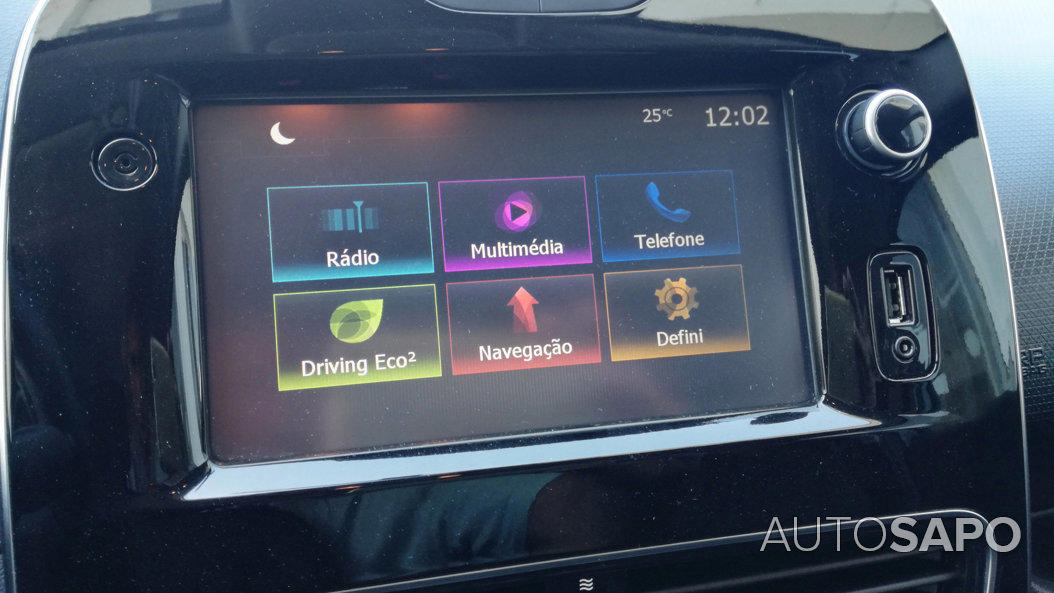 25°C 12:02
Rádio Multimédia Telefone
Driving Eco² Navegação Defini
AUTOSAPO